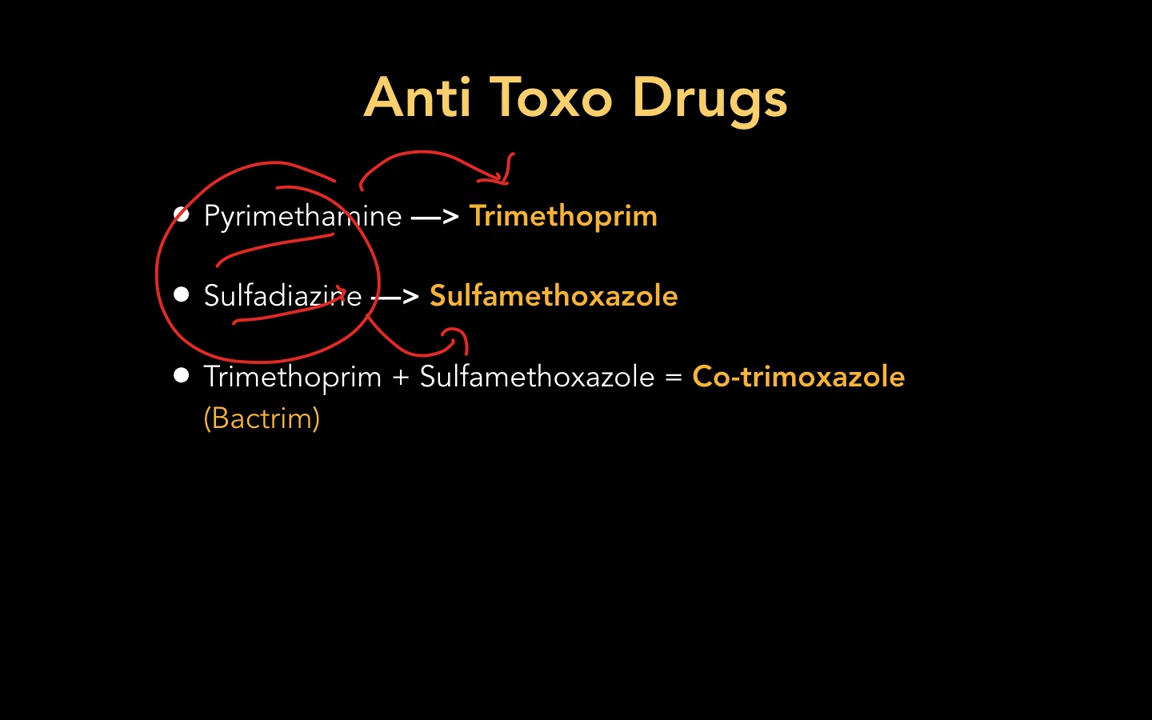 Anti Toxo Drugs
● Pyrimethamine —> Trimethoprim
● Sulfadiazine —> Sulfamethoxazole
● Trimethoprim + Sulfamethoxazole = Co-trimoxazole
(Bactrim)